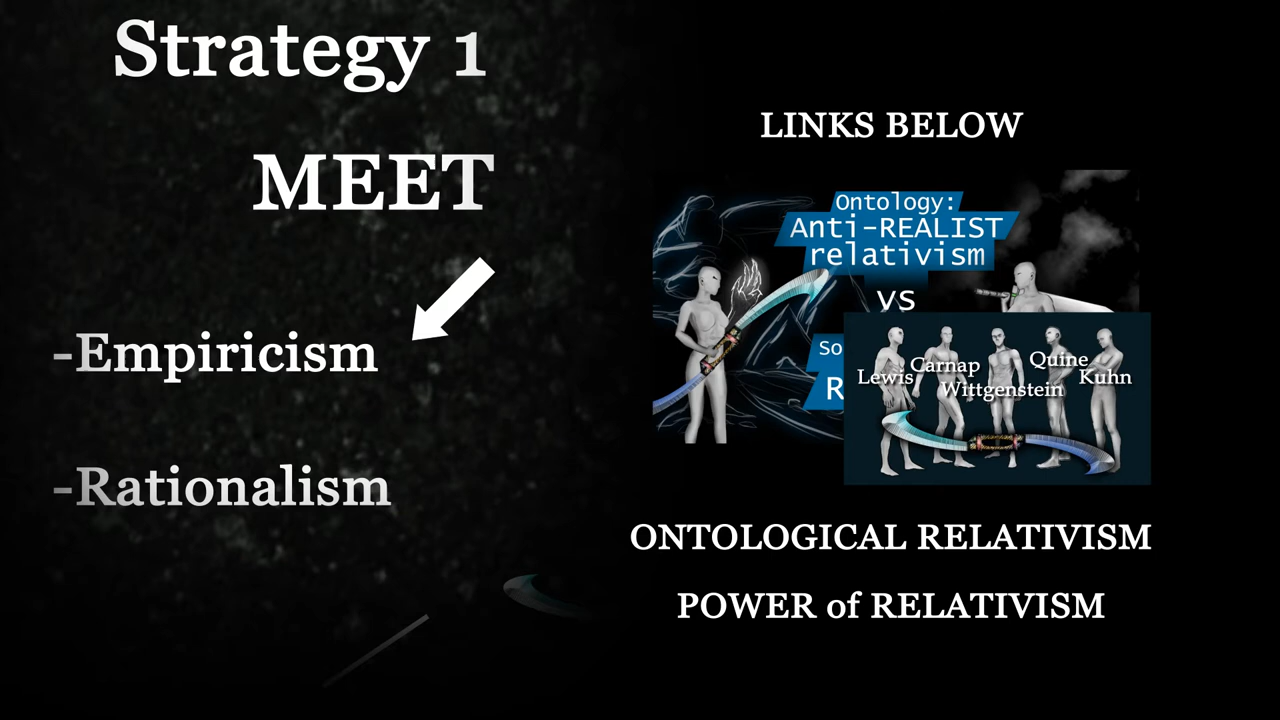 Strategy 1
MEET
-Empiricism
-Rationalism
LINKS BELOW
Ontology:
Anti-REALIST
relativism
VS
So
R
Lewis
Carnap
Wittgenstein
Quine
Kuhn
ONTOLOGICAL RELATIVISM
POWER of RELATIVISM